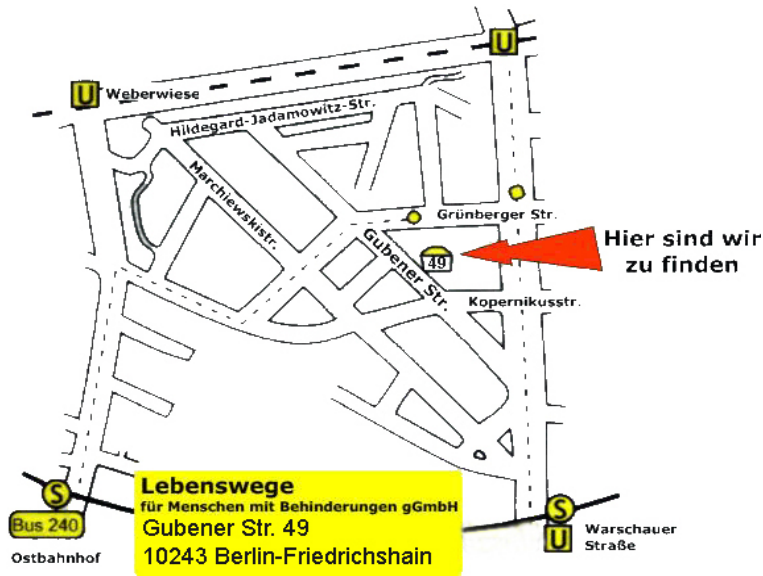 U
U
Weberwiese
Hildegard-Jadamowitz-Str.
Marchlewskistr.
Grünberger Str.
Gubener Str.
49
Hier sind wir
zu finden
Kopernikusstr.
S
Bus 240
Ostbahnhof
Lebenswege
für Menschen mit Behinderungen gGmbH
Gubener Str. 49
10243 Berlin-Friedrichshain
S
U
Warschauer
Straße